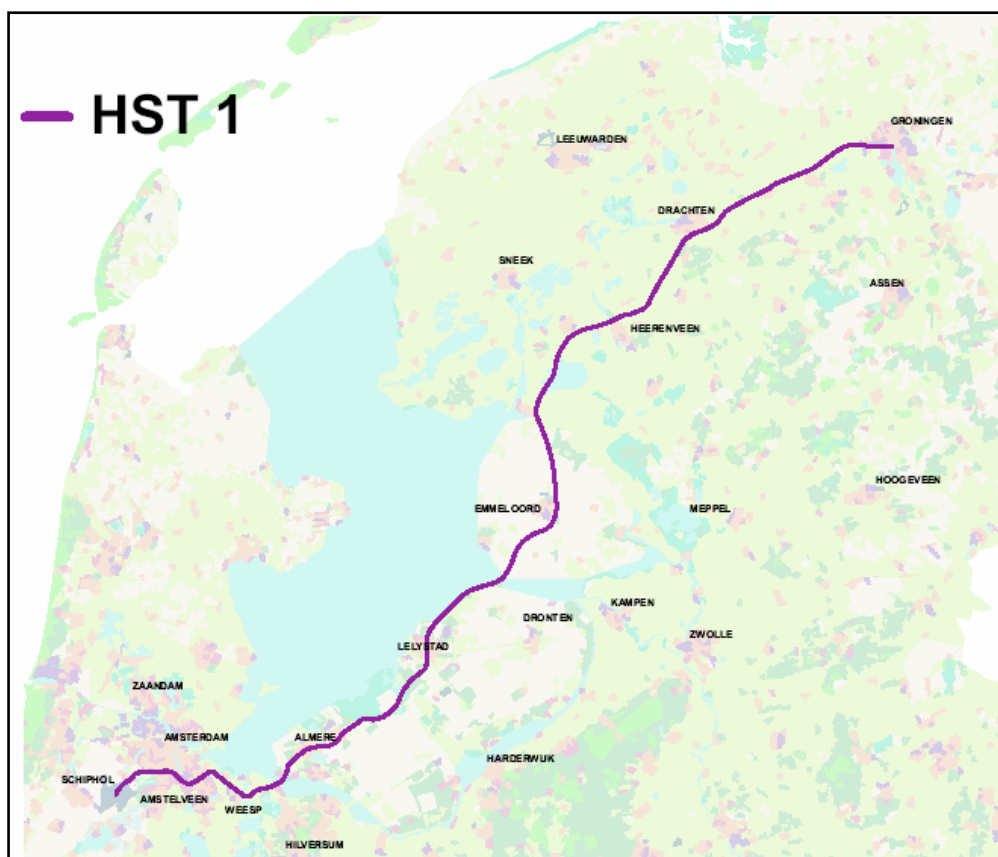 HST 1
GRONINGEN
LEEUWARDEN
DRACHTEN
SNEEK
ASSEN
HEERENVEEN
HOOGEVEEN
EMMELOORD
MEPPEL
KAMPEN
DRONTEN
ZWOLLE
LELYSTAD
ZAANDAM
AMSTERDAM
ALMERE
HARDERWIJK
SCHIPHOL
AMSTELVEEN
WEESP
HILVERSUM